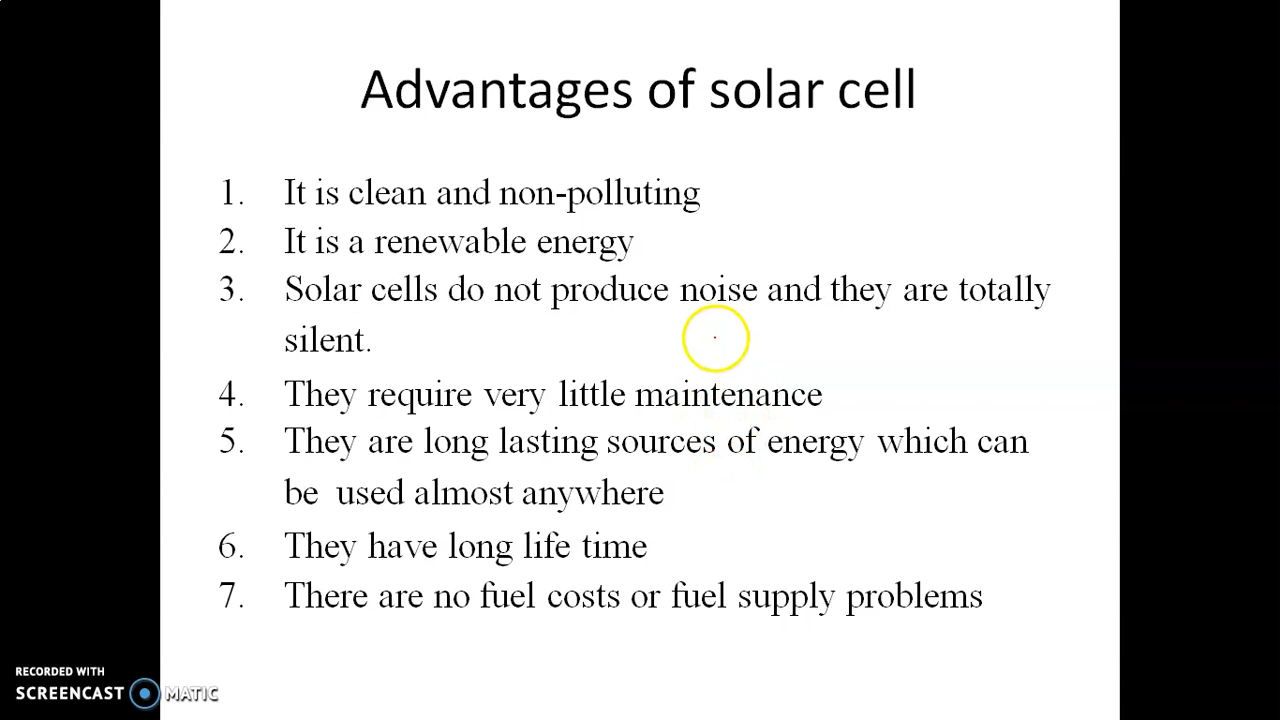 Advantages of solar cell
1. It is clean and non-polluting
2. It is a renewable energy
3. Solar cells do not produce noise and they are totally
silent.
4. They require very little maintenance
5. They are long lasting sources of energy which can
be used almost anywhere
6. They have long life time
7. There are no fuel costs or fuel supply problems
RECORDED WITH
SCREENCAST MATIC